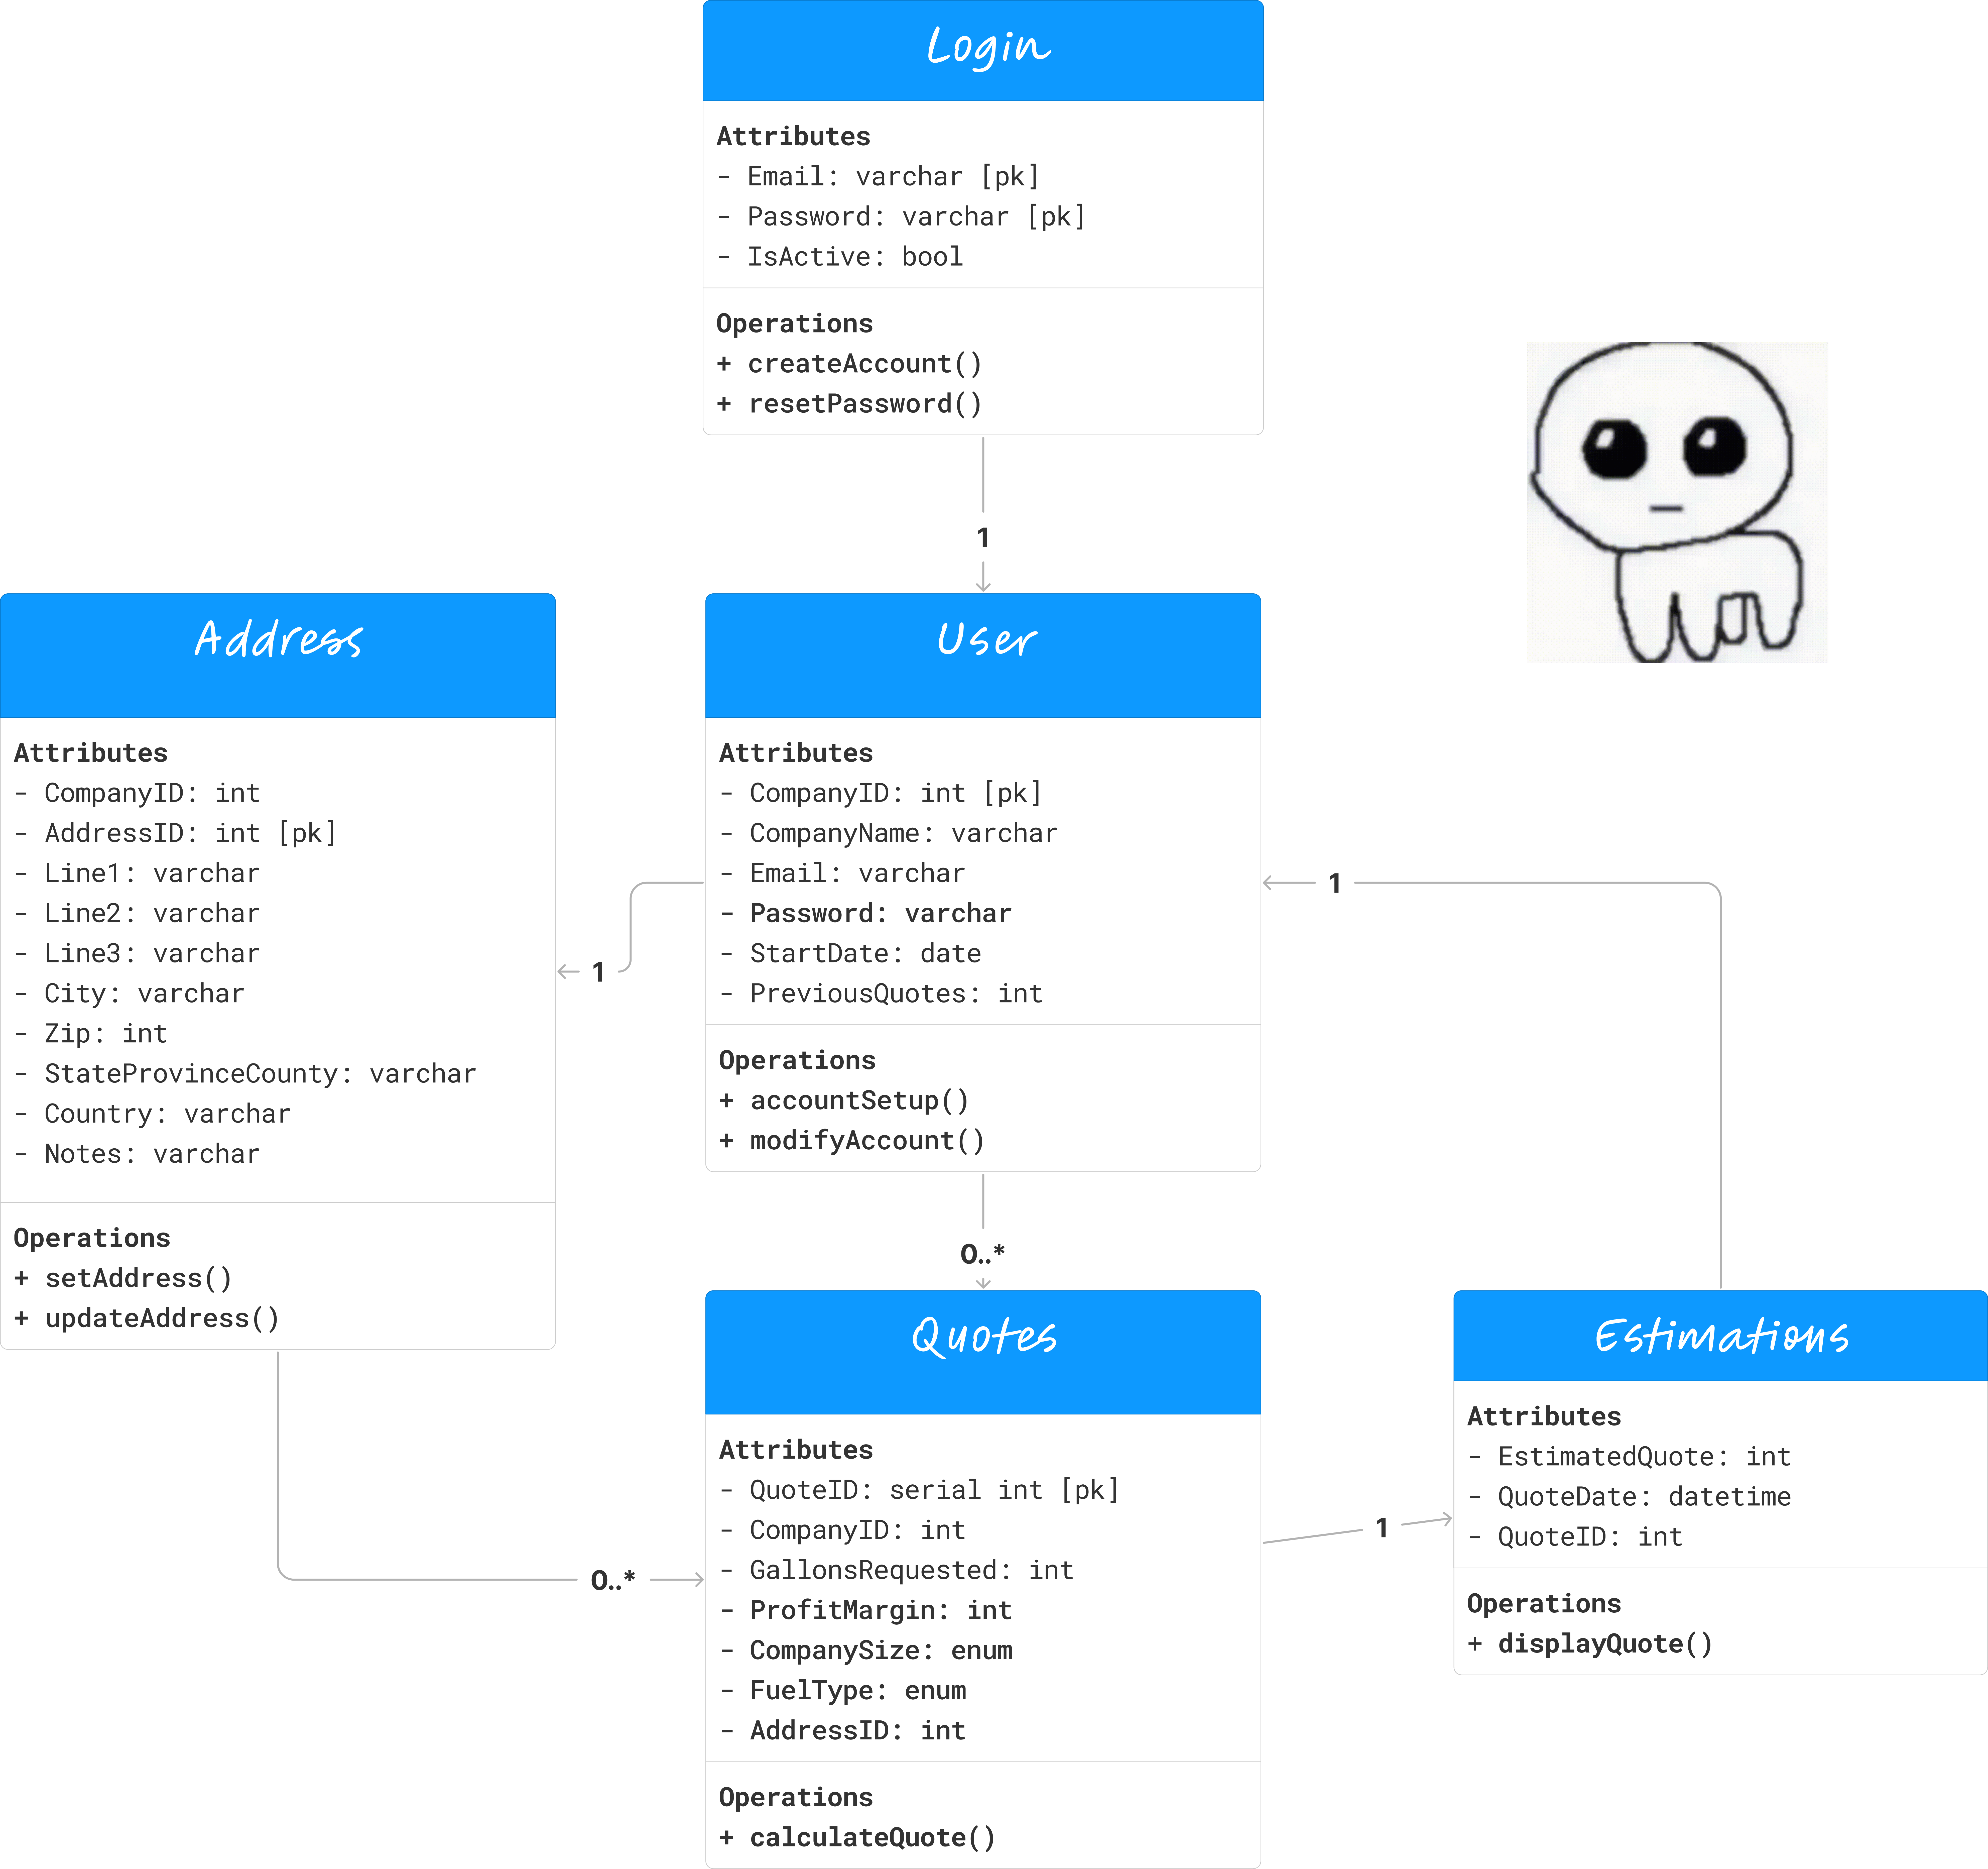 Login
Attributes
- Email: varchar [pk]
- Password: varchar [pk]
- IsActive: bool
Operations
+ createAccount()
+ resetPassword()
1
Address
Attributes
- CompanyID: int
- AddressID: int [pk]
- Line1: varchar
- Line2: varchar
- Line3: varchar
- City: varchar
- Zip: int
- StateProvinceCounty: varchar
- Country: varchar
- Notes: varchar
Operations
+ setAddress()
+ updateAddress()
1
User
Attributes
- CompanyID: int [pk]
- CompanyName: varchar
- Email: varchar
- Password: varchar
- StartDate: date
- PreviousQuotes: int
Operations
+ accountSetup()
+ modifyAccount()
1
0..*
0..*
Quotes
Attributes
- QuoteID: serial int [pk]
- CompanyID: int
- GallonsRequested: int
- ProfitMargin: int
- CompanySize: enum
- FuelType: enum
- AddressID: int
Operations
+ calculateQuote()
1
Estimations
Attributes
- EstimatedQuote: int
- QuoteDate: datetime
- QuoteID: int
Operations
+ displayQuote()